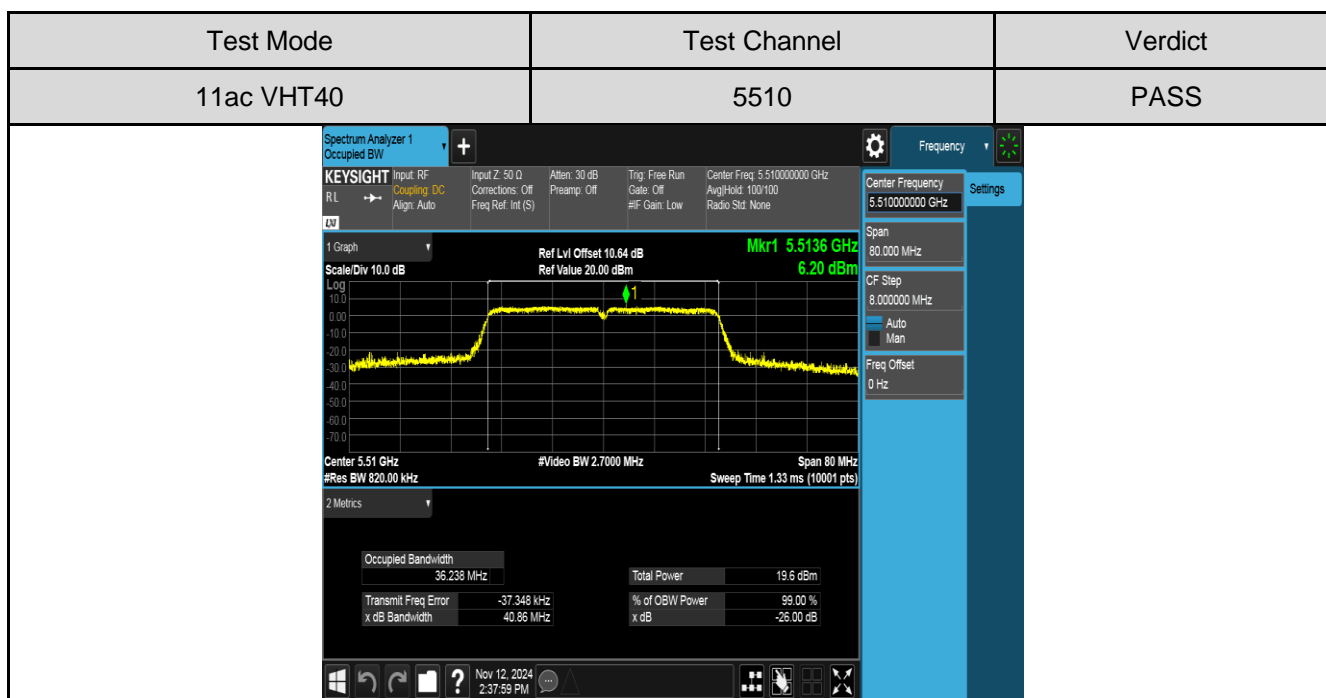 Test Mode Test Channel Verdict
11ac VHT40 5510 PASS
Spectrum Analyzer 1
Occupied BW
+
Frequency
KEYSIGHT
RL
LXI
Input: RF
Coupling: DC
Align: Auto
Input Z: 50 Ω
Corrections: Off
Freq Ref: Int (S)
Atten: 30 dB
Preamp: Off
Trig: Free Run
Gate: Off
#IF Gain: Low
Center Freq: 5.510000000 GHz
Avg|Hold: 100/100
Radio Std: None
Center Frequency
5.510000000 GHz
Settings
Span
80.000 MHz
CF Step
8.000000 MHz
Auto
Man
Freq Offset
0 Hz
1 Graph
Scale/Div 10.0 dB
Ref Lvl Offset 10.64 dB
Ref Value 20.00 dBm
Mkr1 5.5136 GHz
6.20 dBm
Log
10.0
0.00
-10.0
-20.0
-30.0
-40.0
-50.0
-60.0
-70.0
1
Center 5.51 GHz
#Res BW 820.00 kHz
#Video BW 2.7000 MHz
Span 80 MHz
Sweep Time 1.33 ms (10001 pts)
2 Metrics
Occupied Bandwidth
36.238 MHz
Total Power 19.6 dBm
Transmit Freq Error -37.348 kHz
% of OBW Power 99.00 %
x dB Bandwidth 40.86 MHz
x dB -26.00 dB
?
Nov 12, 2024
2:37:59 PM